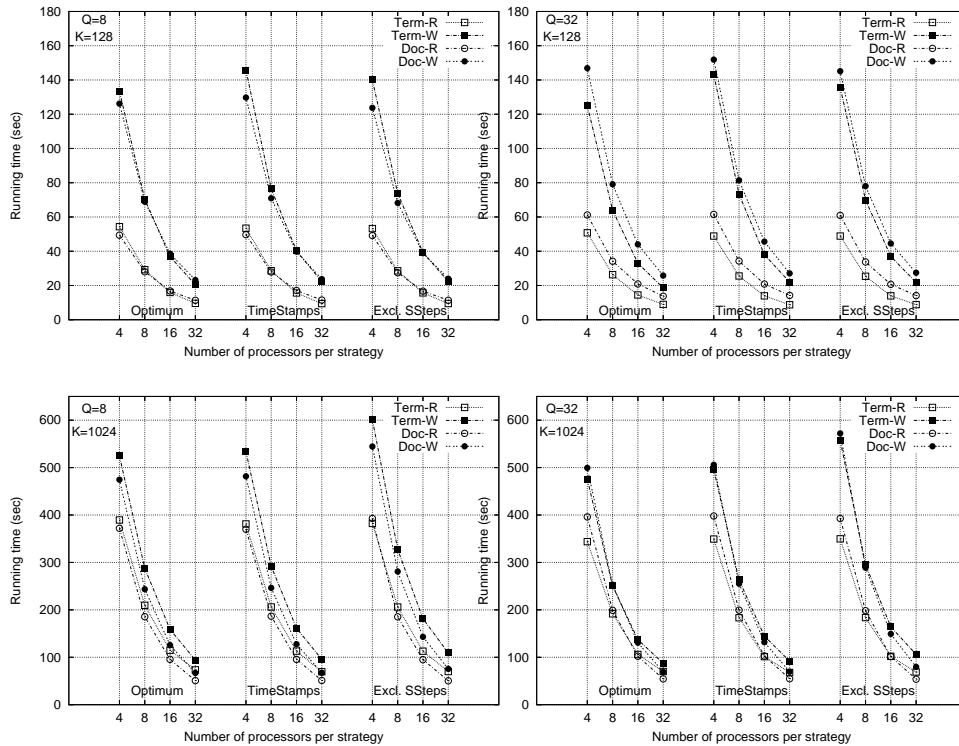 Q=8
K=128
Term-R
Term-W
Doc-R
Doc-W
180
160
140
120
100
80
60
40
20
0
Running time (sec)
Optimum TimeStamps Excl. SSteps
4 8 16 32 4 8 16 32 4 8 16 32
Number of processors per strategy
Q=32
K=128
Term-R
Term-W
Doc-R
Doc-W
180
160
140
120
100
80
60
40
20
0
Running time (sec)
Optimum TimeStamps Excl. SSteps
4 8 16 32 4 8 16 32 4 8 16 32
Number of processors per strategy
Q=8
K=1024
Term-R
Term-W
Doc-R
Doc-W
600
500
400
300
200
100
0
Running time (sec)
Optimum TimeStamps Excl. SSteps
4 8 16 32 4 8 16 32 4 8 16 32
Number of processors per strategy
Q=32
K=1024
Term-R
Term-W
Doc-R
Doc-W
600
500
400
300
200
100
0
Running time (sec)
Optimum TimeStamps Excl. SSteps
4 8 16 32 4 8 16 32 4 8 16 32
Number of processors per strategy